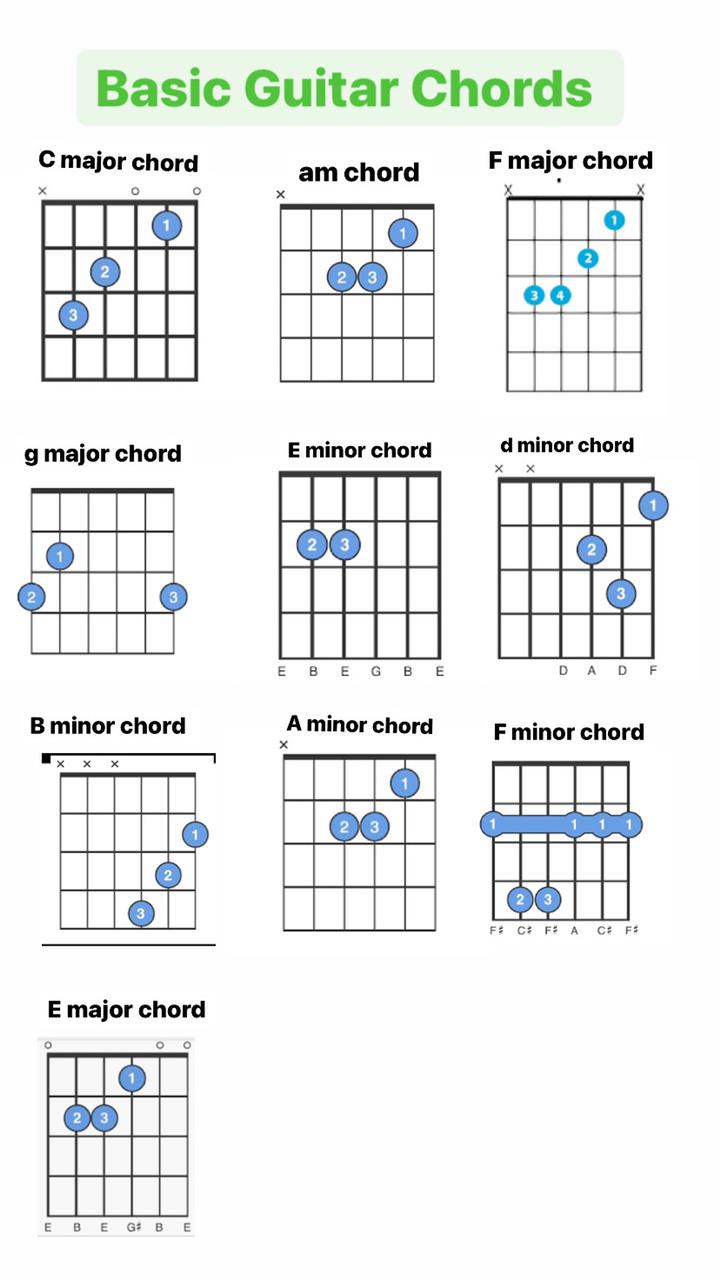 Basic Guitar Chords
C major chord
am chord
F major chord
x o o
x
X X
1
2
3
1
2 3
1
2
3 4
g major chord
E minor chord
d minor chord
x x
1
2 3
2 3
1
2
3
E B E G B E
D A D F
B minor chord
A minor chord
F minor chord
x x x
x
1
2
3
1
2 3
1 1 1 1
2 3
F# C# F# A C# F#
E major chord
o o o
1
2 3
E B E G# B E